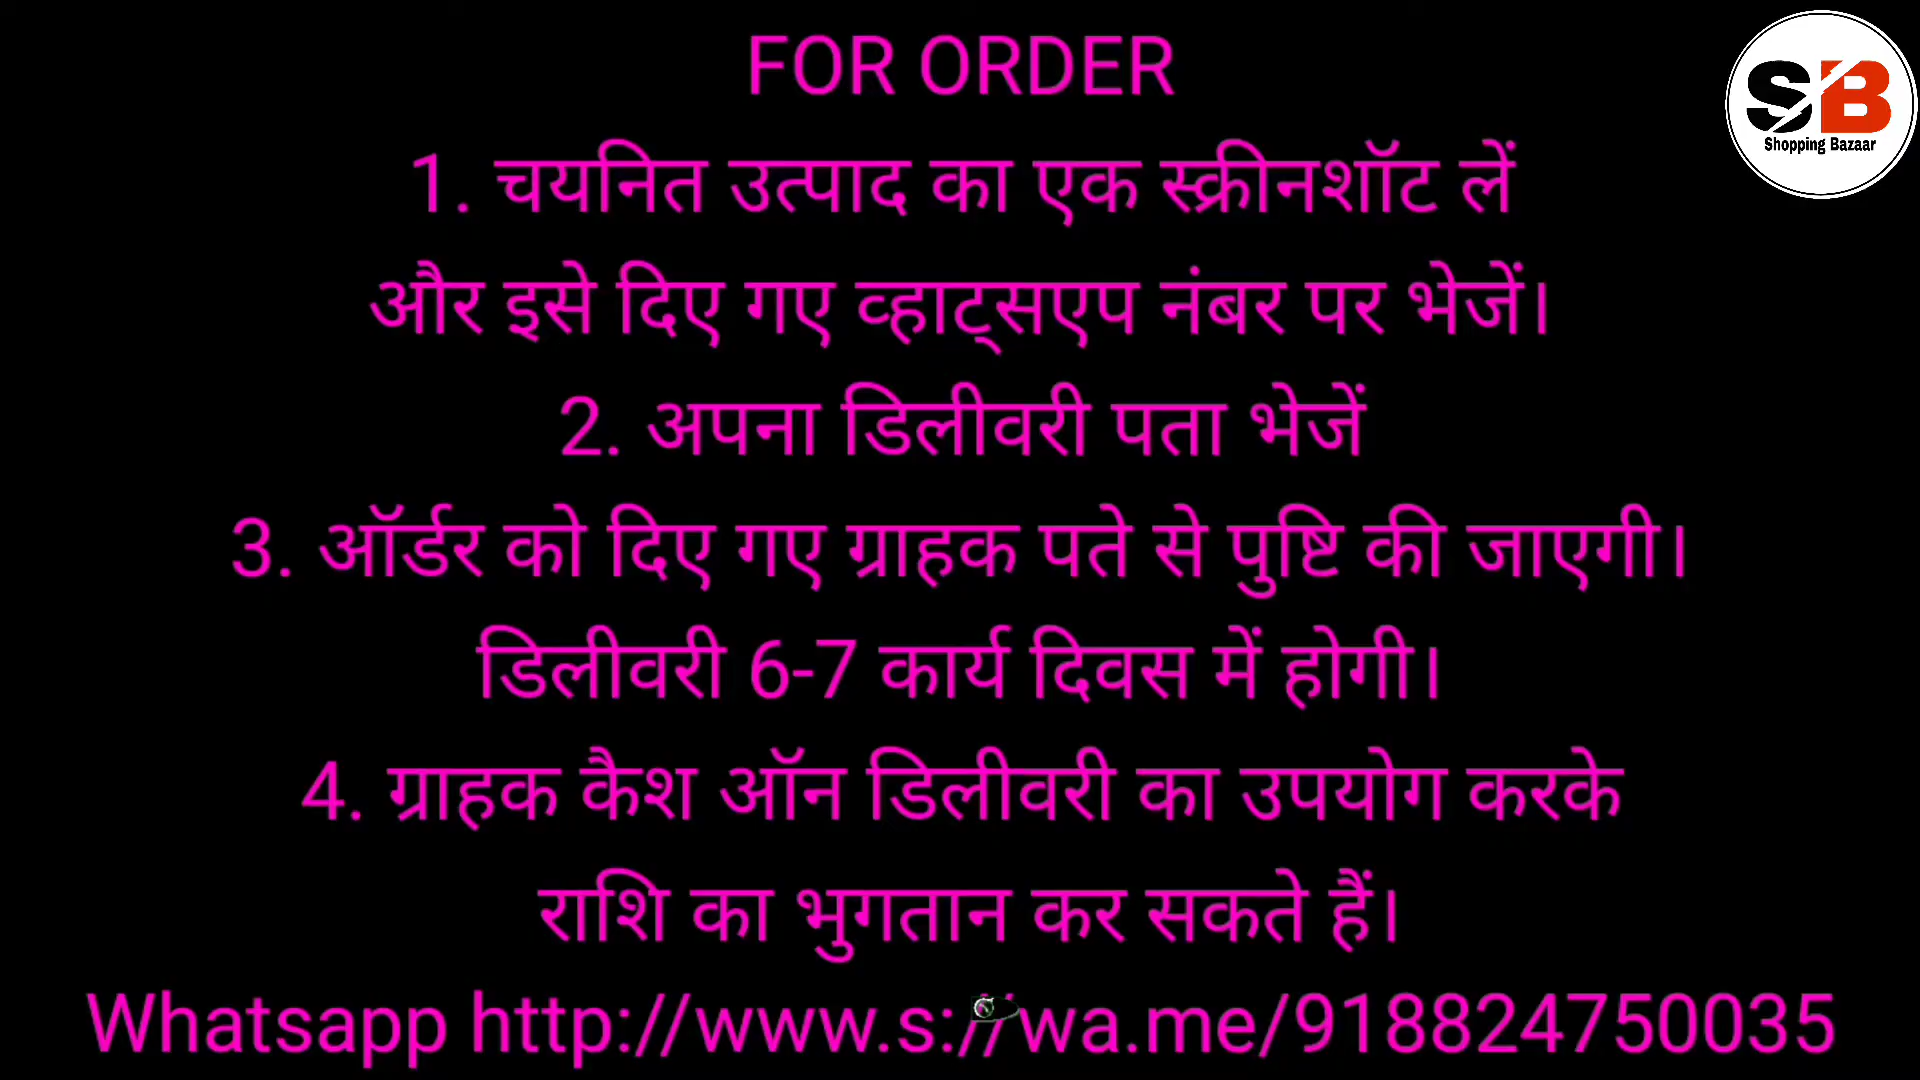 FOR ORDER
SB
Shopping Bazaar
1. चयनित उत्पाद का एक स्क्रीनशॉट लें
और इसे दिए गए व्हाट्सएप नंबर पर भेजें।
2. अपना डिलीवरी पता भेजें
3. ऑर्डर को दिए गए ग्राहक पते से पुष्टि की जाएगी।
डिलीवरी 6-7 कार्य दिवस में होगी।
4. ग्राहक कैश ऑन डिलीवरी का उपयोग करके
राशि का भुगतान कर सकते हैं।
Whatsapp http://www.s://wa.me/918824750035